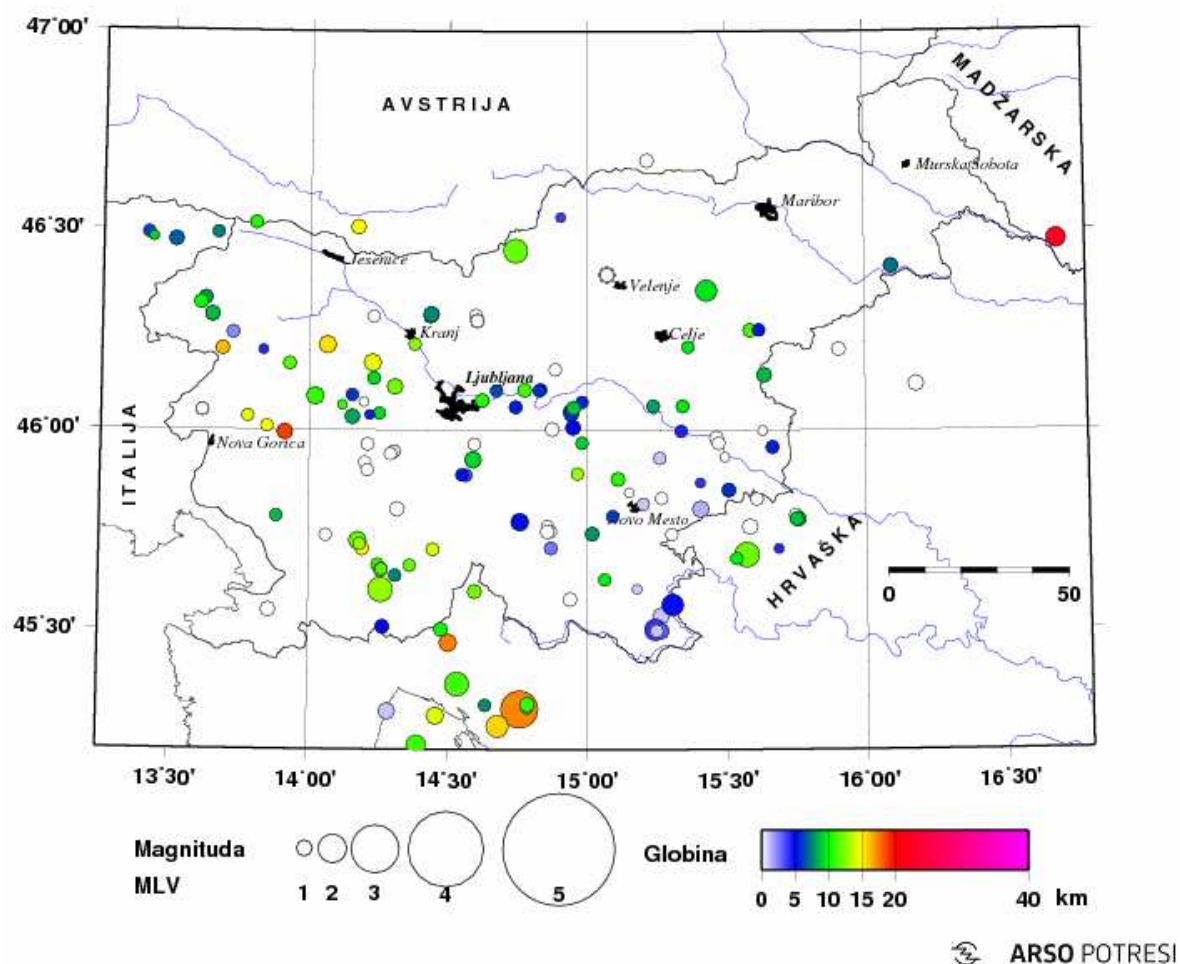 47°00'
AVSTRIJA
MADŽARSKA
Murska Sobota
Maribor
46°30'
Jesenice
Velenje
Kranj
Celje
Ljubljana
46°00'
Nova Gorica
ITALIJA
Novo Mesto
HRVAŠKA
0 50
45°30'
13°30' 14°00' 14°30' 15°00' 15°30' 16°00' 16°30'
Magnituda
MLV 1 2 3 4 5
Globina
0 5 10 15 20 40 km
ARSO POTRESI